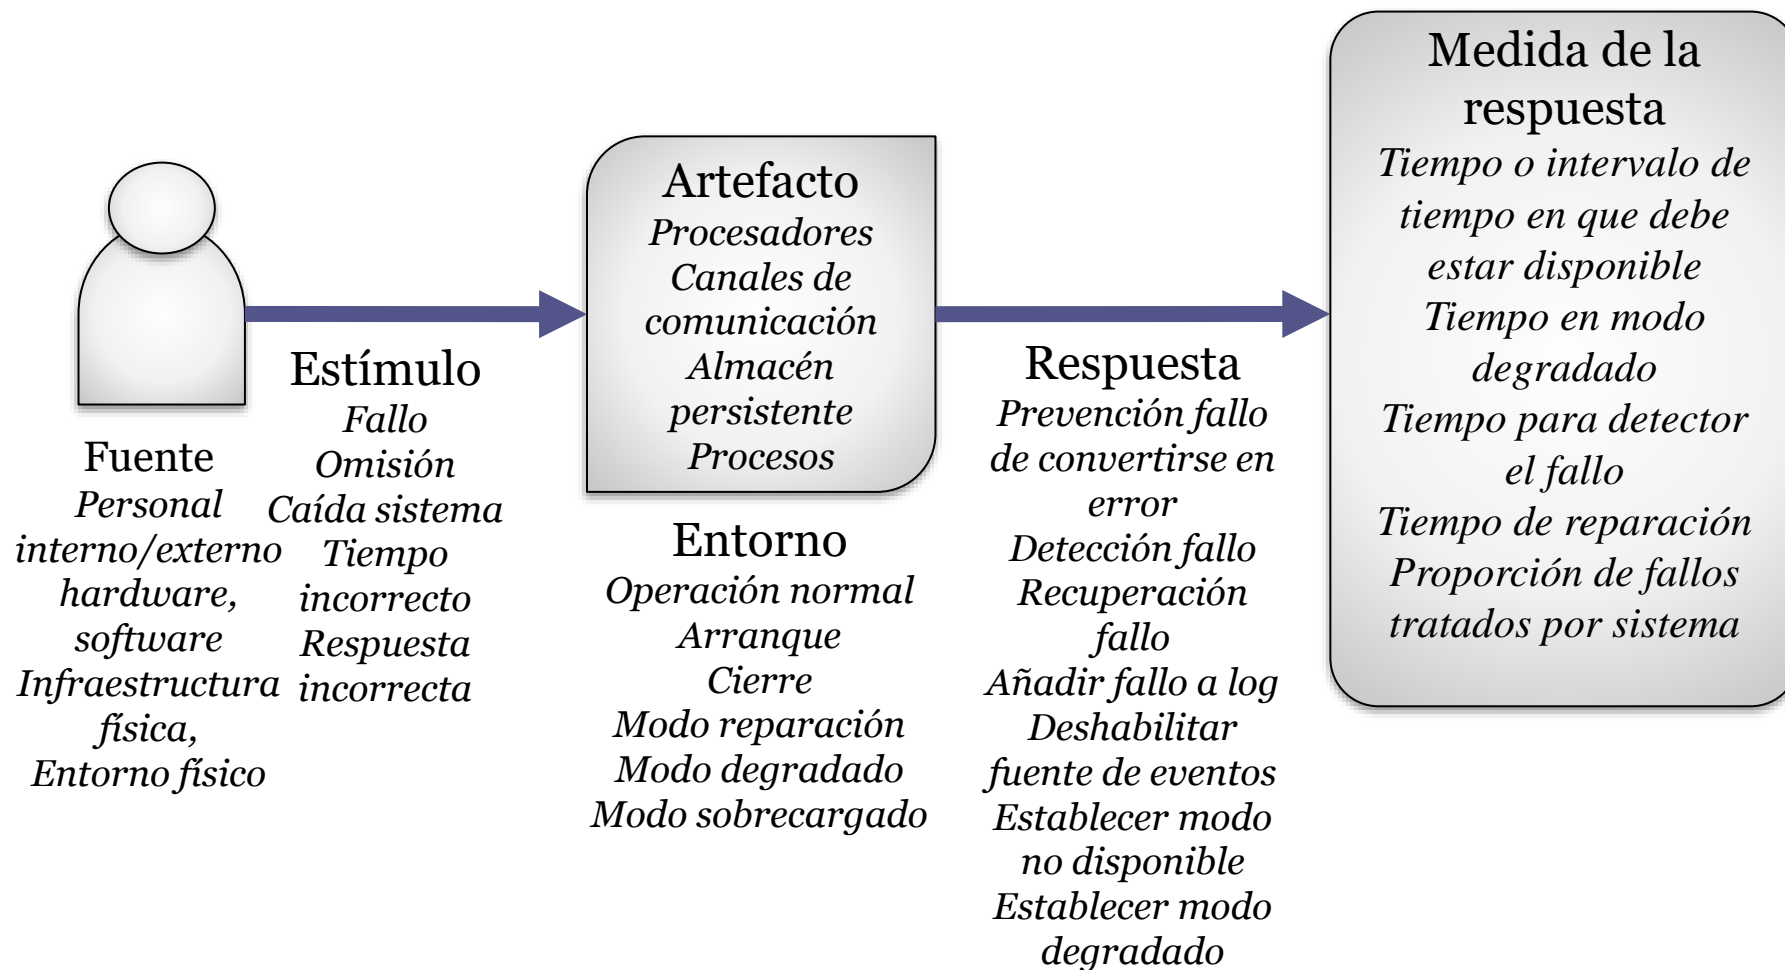 Fuente
Personal
interno/externo
hardware,
software
Infraestructura
física,
Entorno físico
Estímulo
Fallo
Omisión
Caída sistema
Tiempo
incorrecto
Respuesta
incorrecta
Artefacto
Procesadores
Canales de
comunicación
Almacén
persistente
Procesos
Entorno
Operación normal
Arranque
Cierre
Modo reparación
Modo degradado
Modo sobrecargado
Respuesta
Prevención fallo
de convertirse en
error
Detección fallo
Recuperación
fallo
Añadir fallo a log
Deshabilitar
fuente de eventos
Establecer modo
no disponible
Establecer modo
degradado
Medida de la
respuesta
Tiempo o intervalo de
tiempo en que debe
estar disponible
Tiempo en modo
degradado
Tiempo para detector
el fallo
Tiempo de reparación
Proporción de fallos
tratados por sistema